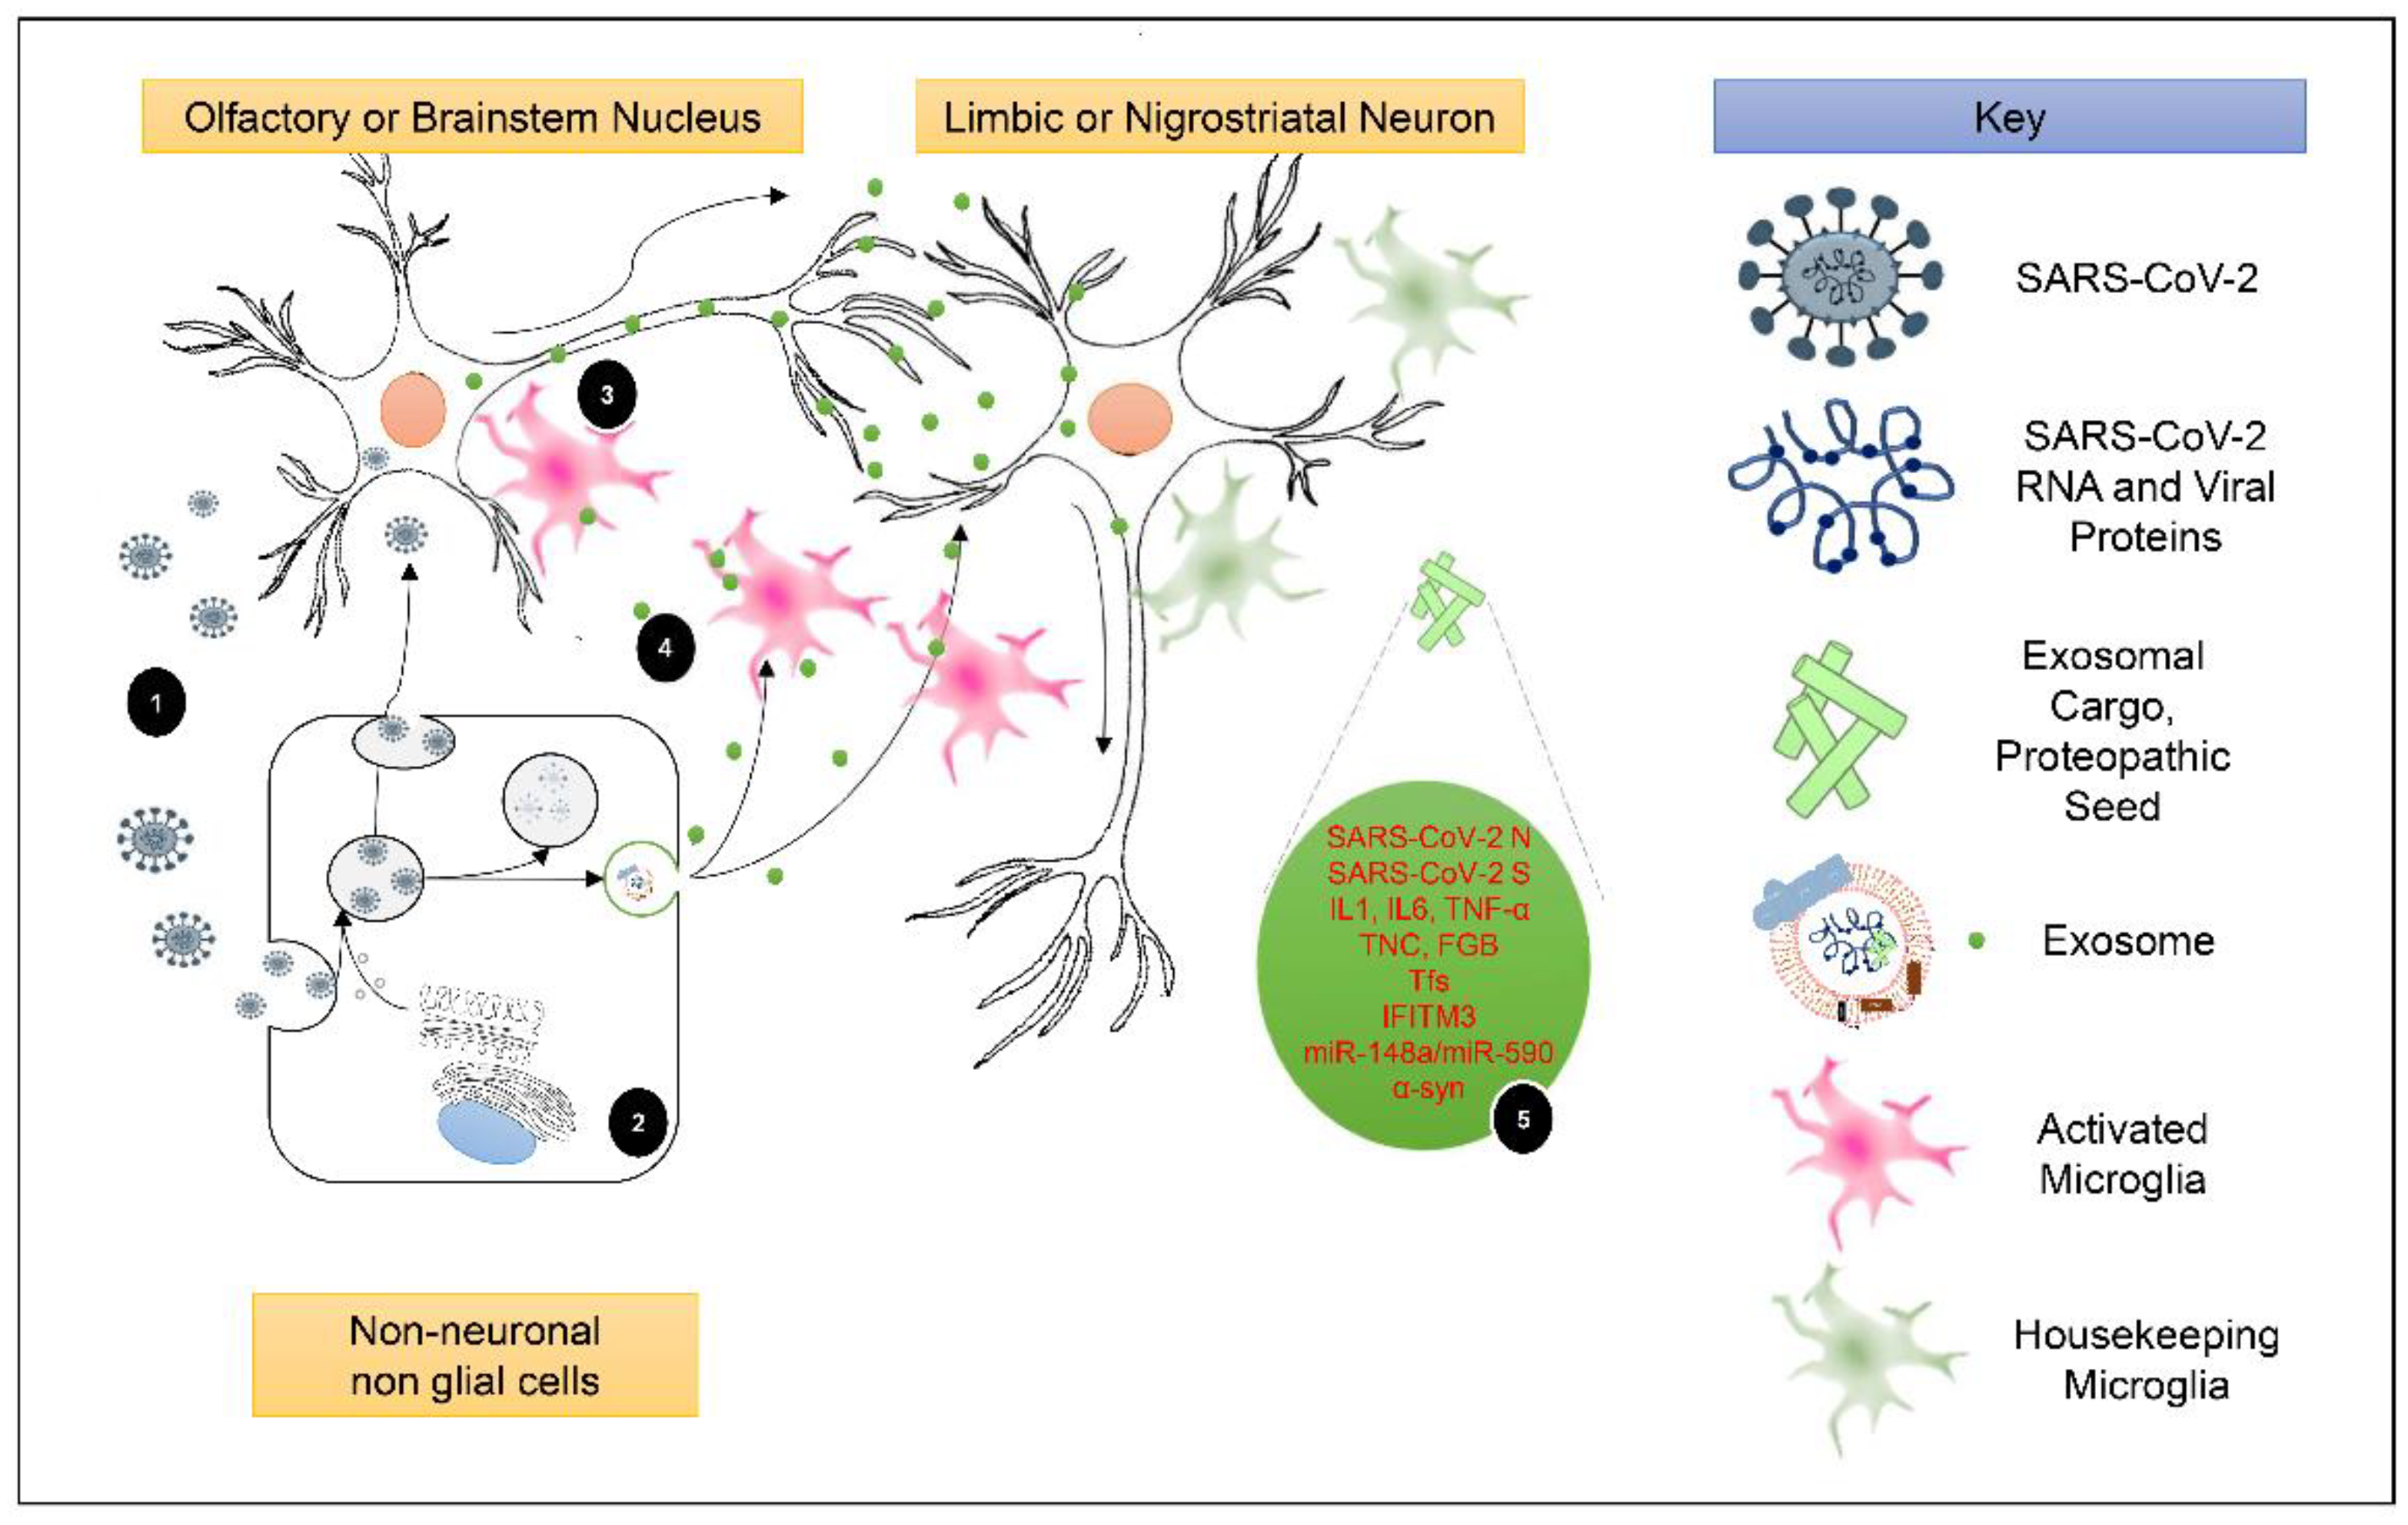 Olfactory or Brainstem Nucleus
Limbic or Nigrostriatal Neuron
Key
SARS-CoV-2
SARS-CoV-2
RNA and Viral
Proteins
Exosomal
Cargo,
Proteopathic
Seed
Exosome
Activated
Microglia
Housekeeping
Microglia
3
4
1
2
SARS-CoV-2 N
SARS-CoV-2 S
IL1, IL6, TNF-α
TNC, FGB
Tfs
IFITM3
miR-148a/miR-590
α-syn
5
Non-neuronal
non glial cells